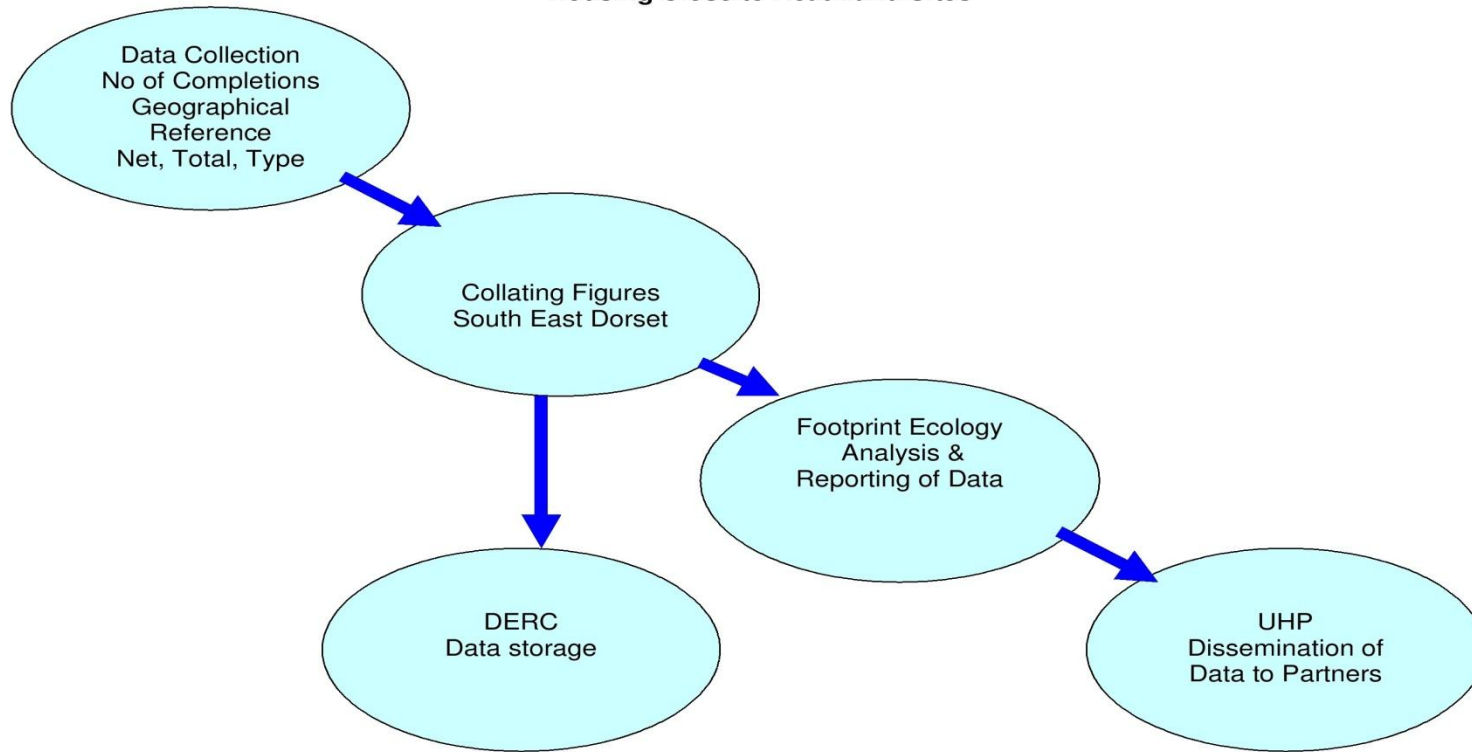 Data Collection
No of Completions
Geographical
Reference
Net, Total, Type
Collating Figures
South East Dorset
Footprint Ecology
Analysis &
Reporting of Data
DERC
Data storage
UHP
Dissemination of
Data to Partners